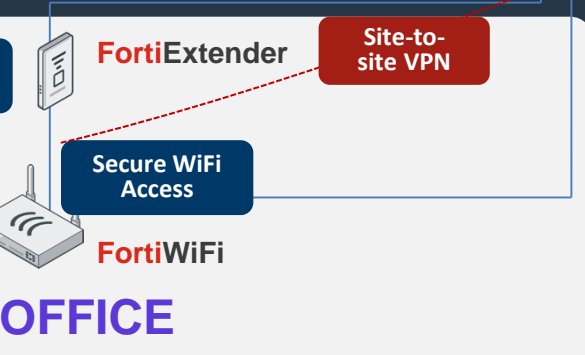 FortiExtender
Site-to-
site VPN
Secure WiFi
Access
FortiWiFi
OFFICE